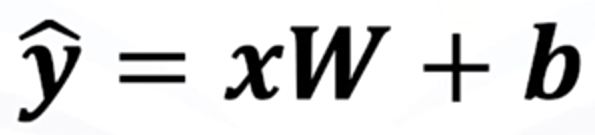 ŷ = xW + b